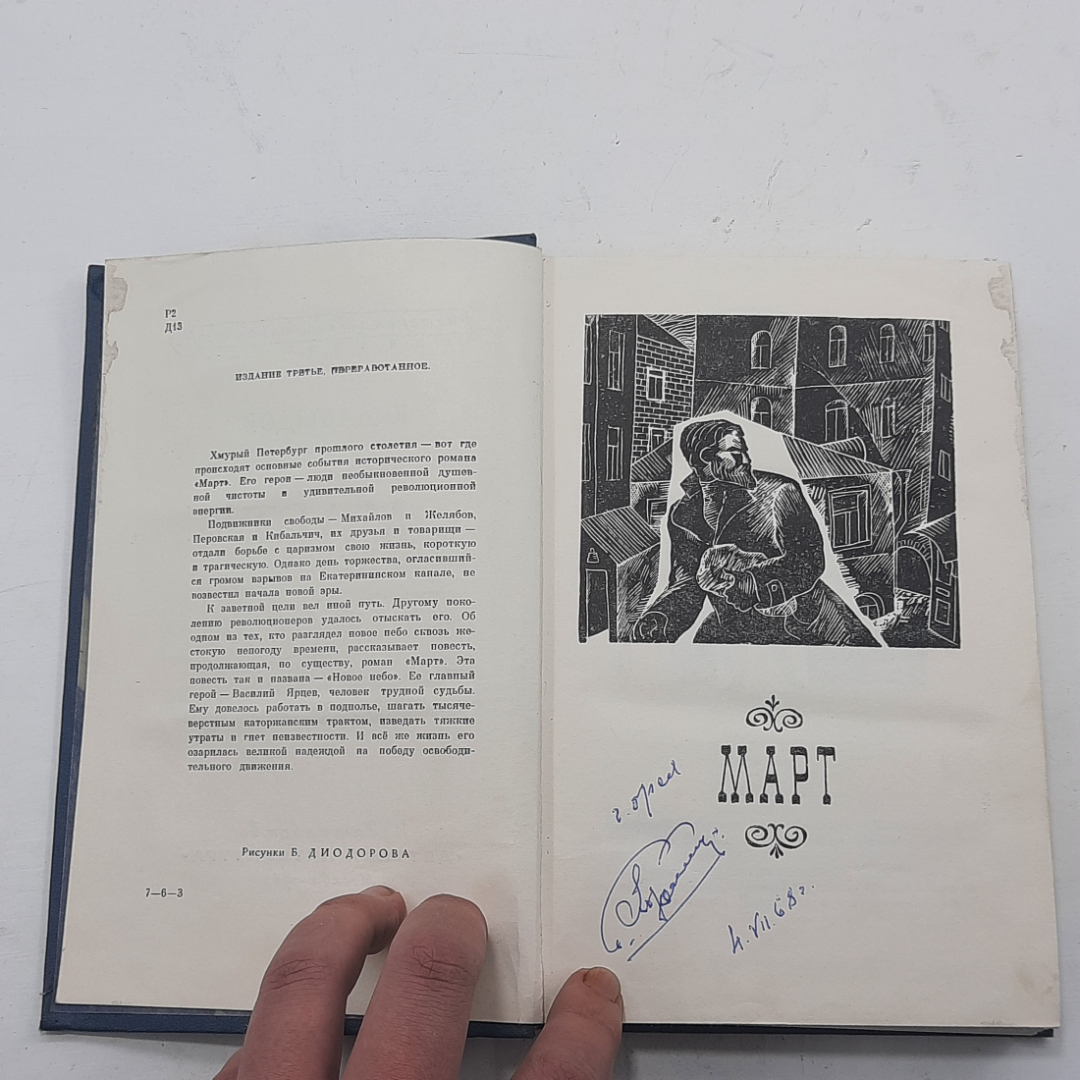 Р2
Д13
ИЗДАНИЕ ТРЕТЬЕ, ПЕРЕРАБОТАННОЕ.
Хмурый Петербург прошлого столетия — вот где
происходят основные события исторического романа
«Март». Его герои — люди необыкновенной душев-
ной чистоты и удивительной революционной
энергии.
Подвижники свободы — Михайлов и Желябов,
Перовская и Кибальчич, их друзья и товарищи —
отдали борьбе с царизмом свою жизнь, короткую
и трагическую. Однако день торжества, огласивший-
ся громом взрывов на Екатерининском канале, не
возвестил начала новой эры.
К заветной цели вел иной путь. Другому поко-
лению революционеров удалось отыскать его. Об
одном из тех, кто разглядел новое небо сквозь же-
стокую непогоду времени, рассказывает повесть,
продолжающая, по существу, роман «Март». Эта
повесть так и названа — «Новое небо». Ее главный
герой — Василий Ярцев, человек трудной судьбы.
Ему довелось работать в подполье, шагать тысяче-
верстным каторжанским трактом, изведать тяжкие
утраты и гнет неизвестности. И всё же жизнь его
озарилась великой надеждой на победу освободи-
тельного движения.
Рисунки Б. ДИОДОРОВА
7—6—3
МАРТ
г. Орел
4.VII.68 г.